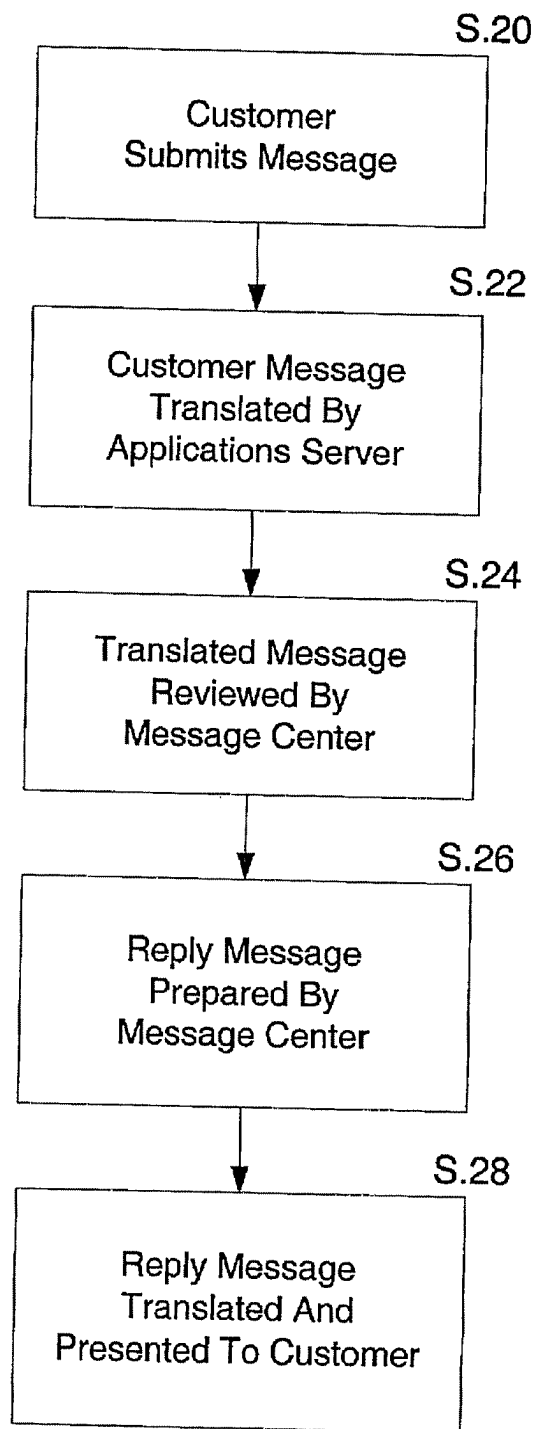 S.20
Customer
Submits Message
S.22
Customer Message
Translated By
Applications Server
S.24
Translated Message
Reviewed By
Message Center
S.26
Reply Message
Prepared By
Message Center
S.28
Reply Message
Translated And
Presented To Customer